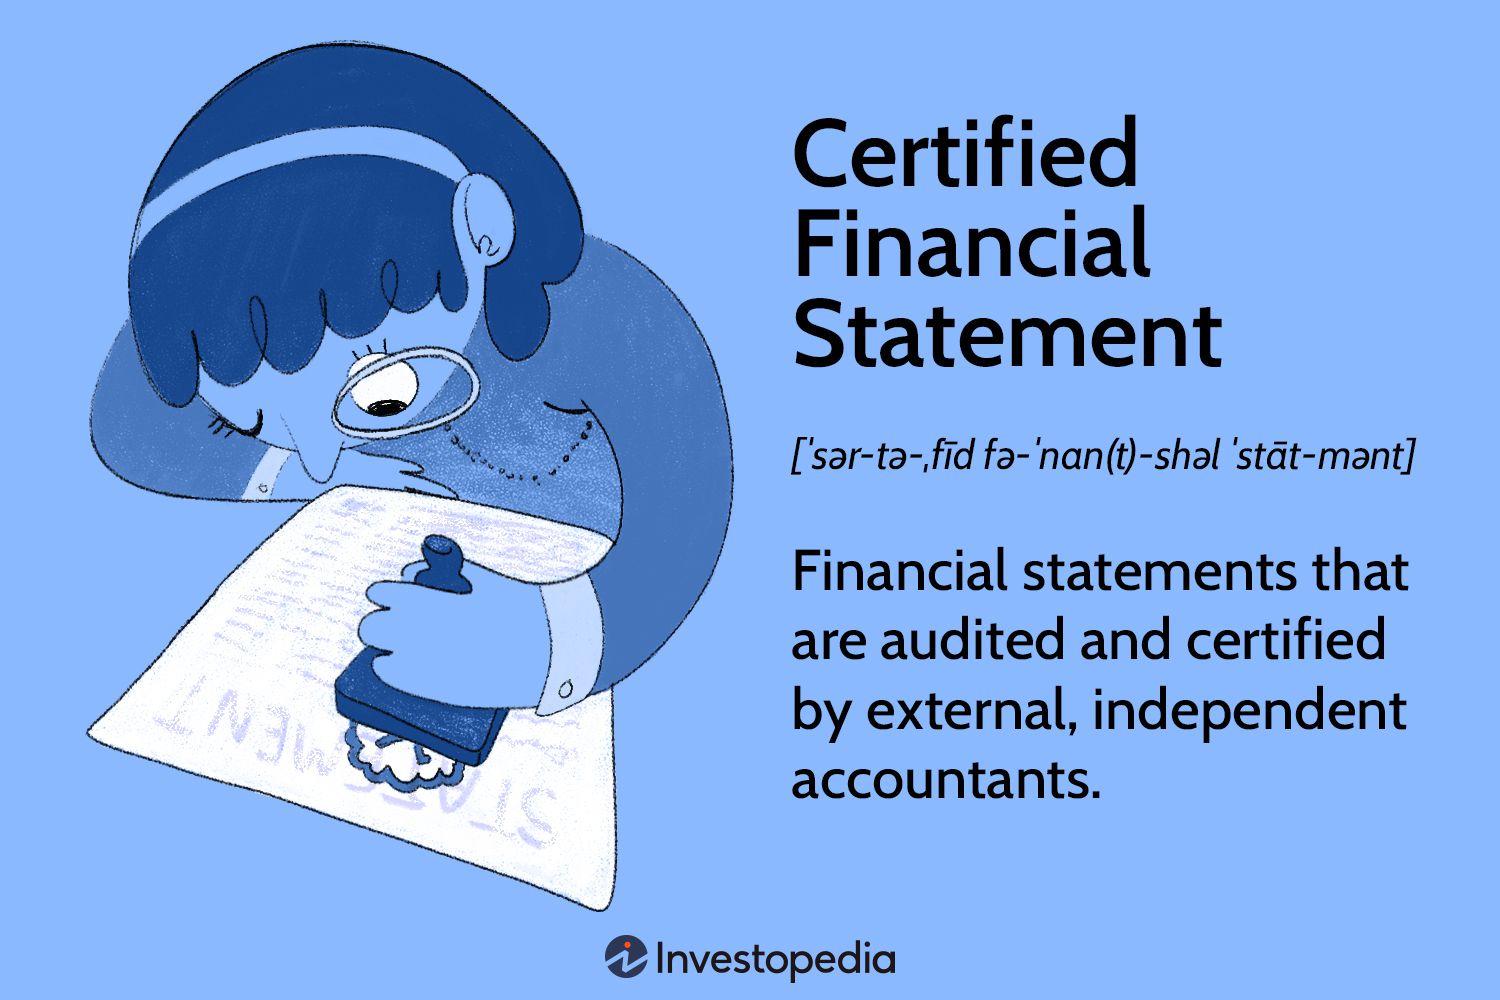 Certified
Financial
Statement
[ˈsər-tə-ˌfīd fə-ˈnan(t)-shəl ˈstāt-mənt]
Financial statements that
are audited and certified
by external, independent
accountants.
STATEMENT
Investopedia